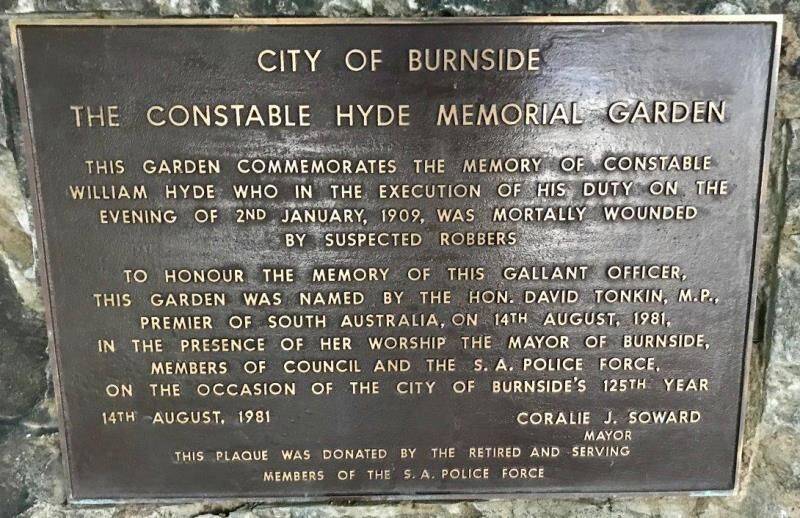 CITY OF BURNSIDE
THE CONSTABLE HYDE MEMORIAL GARDEN
THIS GARDEN COMMEMORATES THE MEMORY OF CONSTABLE
WILLIAM HYDE WHO IN THE EXECUTION OF HIS DUTY ON THE
EVENING OF 2ND JANUARY, 1909, WAS MORTALLY WOUNDED
BY SUSPECTED ROBBERS
TO HONOUR THE MEMORY OF THIS GALLANT OFFICER,
THIS GARDEN WAS NAMED BY THE HON. DAVID TONKIN, M.P.,
PREMIER OF SOUTH AUSTRALIA, ON 14TH AUGUST, 1981,
IN THE PRESENCE OF HER WORSHIP THE MAYOR OF BURNSIDE,
MEMBERS OF COUNCIL AND THE S. A. POLICE FORCE,
ON THE OCCASION OF THE CITY OF BURNSIDE'S 125TH YEAR
14TH AUGUST, 1981 CORALIE J. SOWARD
MAYOR
THIS PLAQUE WAS DONATED BY THE RETIRED AND SERVING
MEMBERS OF THE S. A. POLICE FORCE